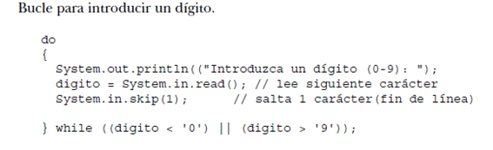 Bucle para introducir un dígito.
do
{
System.out.println(("Introduzca un dígito (0-9): ");
digito = System.in.read(); // lee siguiente carácter
System.in.skip(1); // salta 1 carácter(fin de línea)
} while ((digito < '0') || (digito > '9'));